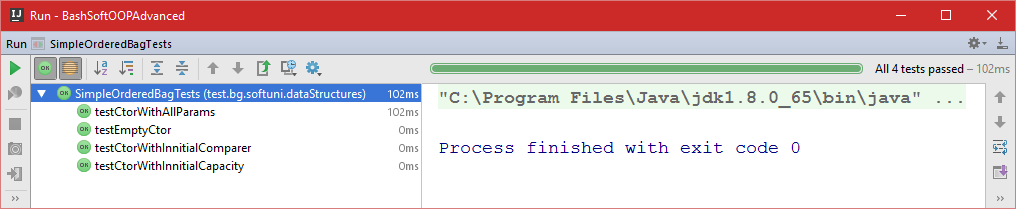 Run - BashSoftOOPAdvanced
Run SimpleOrderedBagTests
All 4 tests passed – 102ms
SimpleOrderedBagTests (test.bg.softuni.dataStructures) 102ms
testCtorWithAllParams 102ms
testEmptyCtor 0ms
testCtorWithInnitialComparer 0ms
testCtorWithInnitialCapacity 0ms
"C:\Program Files\Java\jdk1.8.0_65\bin\java" ...
Process finished with exit code 0